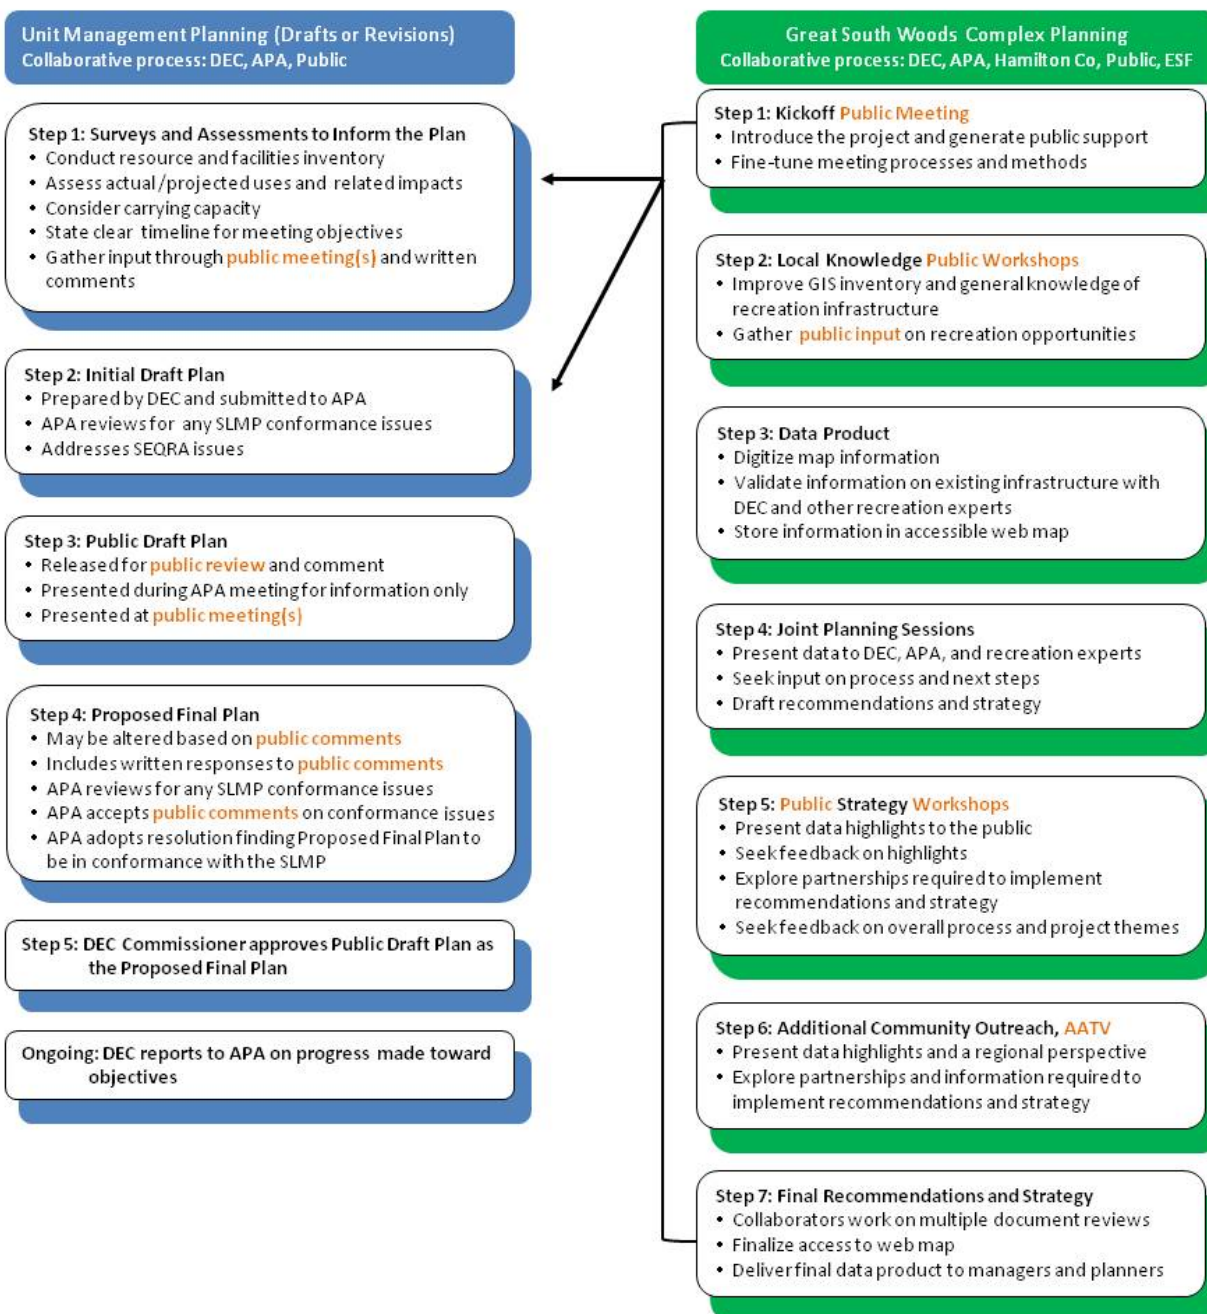 Unit Management Planning (Drafts or Revisions)
Collaborative process: DEC, APA, Public
Step 1: Surveys and Assessments to Inform the Plan
• Conduct resource and facilities inventory
• Assess actual/projected uses and related impacts
• Consider carrying capacity
• State clear timeline for meeting objectives
• Gather input through public meeting(s) and written
comments
Step 2: Initial Draft Plan
• Prepared by DEC and submitted to APA
• APA reviews for any SLMP conformance issues
• Addresses SEQRA issues
Step 3: Public Draft Plan
• Released for public review and comment
• Presented during APA meeting for information only
• Presented at public meeting(s)
Step 4: Proposed Final Plan
• May be altered based on public comments
• Includes written responses to public comments
• APA reviews for any SLMP conformance issues
• APA accepts public comments on conformance issues
• APA adopts resolution finding Proposed Final Plan to
be in conformance with the SLMP
Step 5: DEC Commissioner approves Public Draft Plan as
the Proposed Final Plan
Ongoing: DEC reports to APA on progress made toward
objectives
Great South Woods Complex Planning
Collaborative process: DEC, APA, Hamilton Co, Public, ESF
Step 1: Kickoff Public Meeting
• Introduce the project and generate public support
• Fine-tune meeting processes and methods
Step 2: Local Knowledge Public Workshops
• Improve GIS inventory and general knowledge of
recreation infrastructure
• Gather public input on recreation opportunities
Step 3: Data Product
• Digitize map information
• Validate information on existing infrastructure with
DEC and other recreation experts
• Store information in accessible web map
Step 4: Joint Planning Sessions
• Present data to DEC, APA, and recreation experts
• Seek input on process and next steps
• Draft recommendations and strategy
Step 5: Public Strategy Workshops
• Present data highlights to the public
• Seek feedback on highlights
• Explore partnerships required to implement
recommendations and strategy
• Seek feedback on overall process and project themes
Step 6: Additional Community Outreach, AATV
• Present data highlights and a regional perspective
• Explore partnerships and information required to
implement recommendations and strategy
Step 7: Final Recommendations and Strategy
• Collaborators work on multiple document reviews
• Finalize access to web map
• Deliver final data product to managers and planners